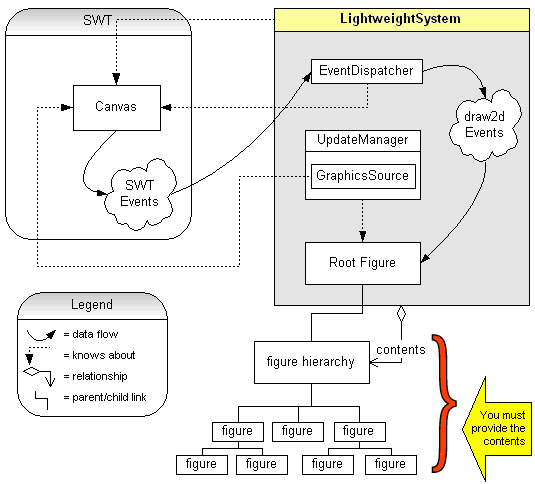 SWT
LightweightSystem
EventDispatcher
Canvas
draw2d
Events
UpdateManager
GraphicsSource
SWT
Events
Root Figure
Legend
= data flow
= knows about
= relationship
= parent/child link
contents
figure hierarchy
You must
provide the
contents
figure
figure
figure
figure
figure
figure
figure